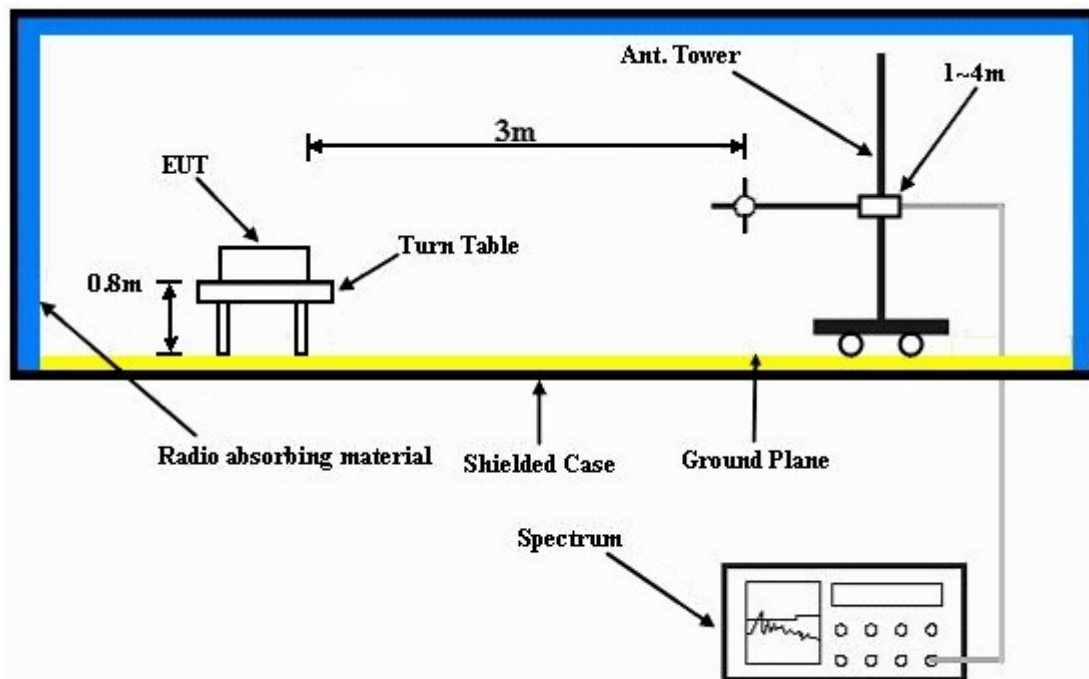 Ant. Tower
1~4m
3m
EUT
Turn Table
0.8m
Radio absorbing material
Shielded Case
Ground Plane
Spectrum